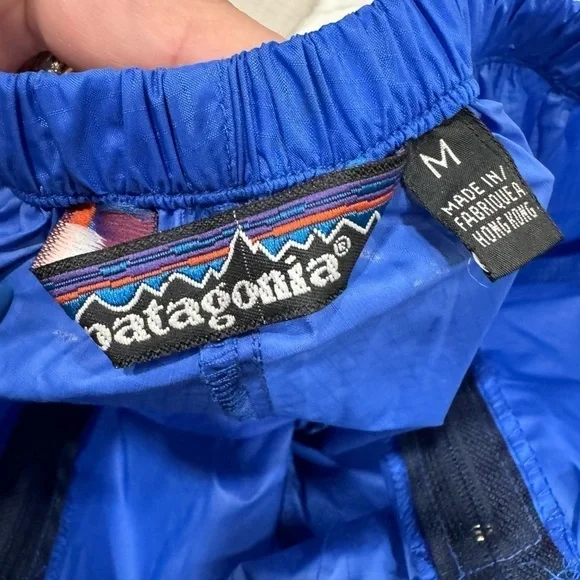 patagonia®
M
MADE IN/
FABRIQUE A
HONG KONG